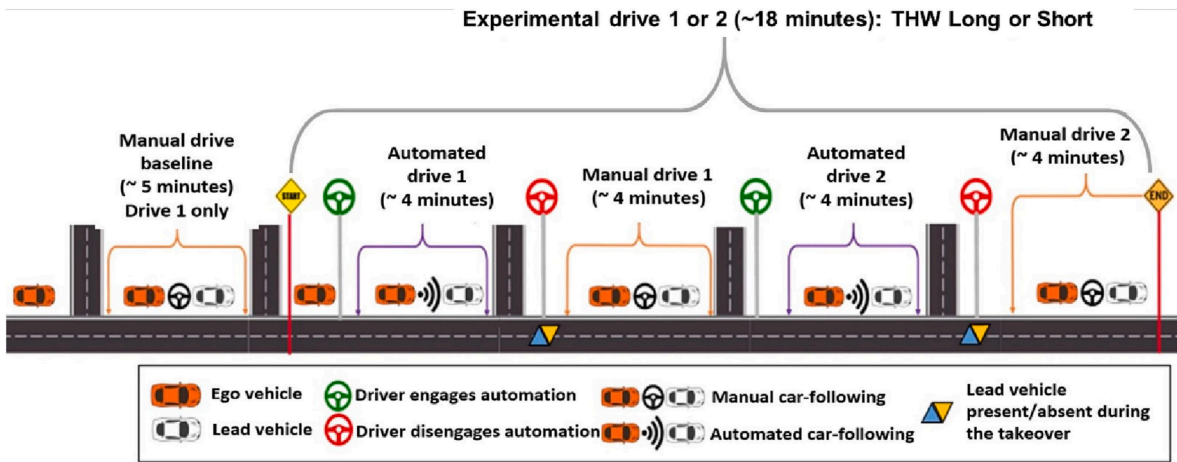 Experimental drive 1 or 2 (~18 minutes): THW Long or Short
Manual drive
baseline
(~ 5 minutes)
Drive 1 only
START
Automated
drive 1
(~ 4 minutes)
Manual drive 1
(~ 4 minutes)
Automated
drive 2
(~ 4 minutes)
Manual drive 2
(~ 4 minutes)
END
Ego vehicle
Lead vehicle
Driver engages automation
Driver disengages automation
Manual car-following
Automated car-following
Lead vehicle
present/absent during
the takeover